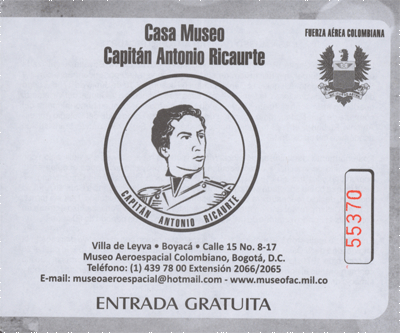 Casa Museo
Capitán Antonio Ricaurte
FUERZA AÉREA COLOMBIANA
CAPITÁN ANTONIO RICAURTE
55370
Villa de Leyva • Boyacá • Calle 15 No. 8-17
Museo Aeroespacial Colombiano, Bogotá, D.C.
Teléfono: (1) 439 78 00 Extensión 2066/2065
E-mail: museoaeroespacial@hotmail.com - www.museofac.mil.co
ENTRADA GRATUITA